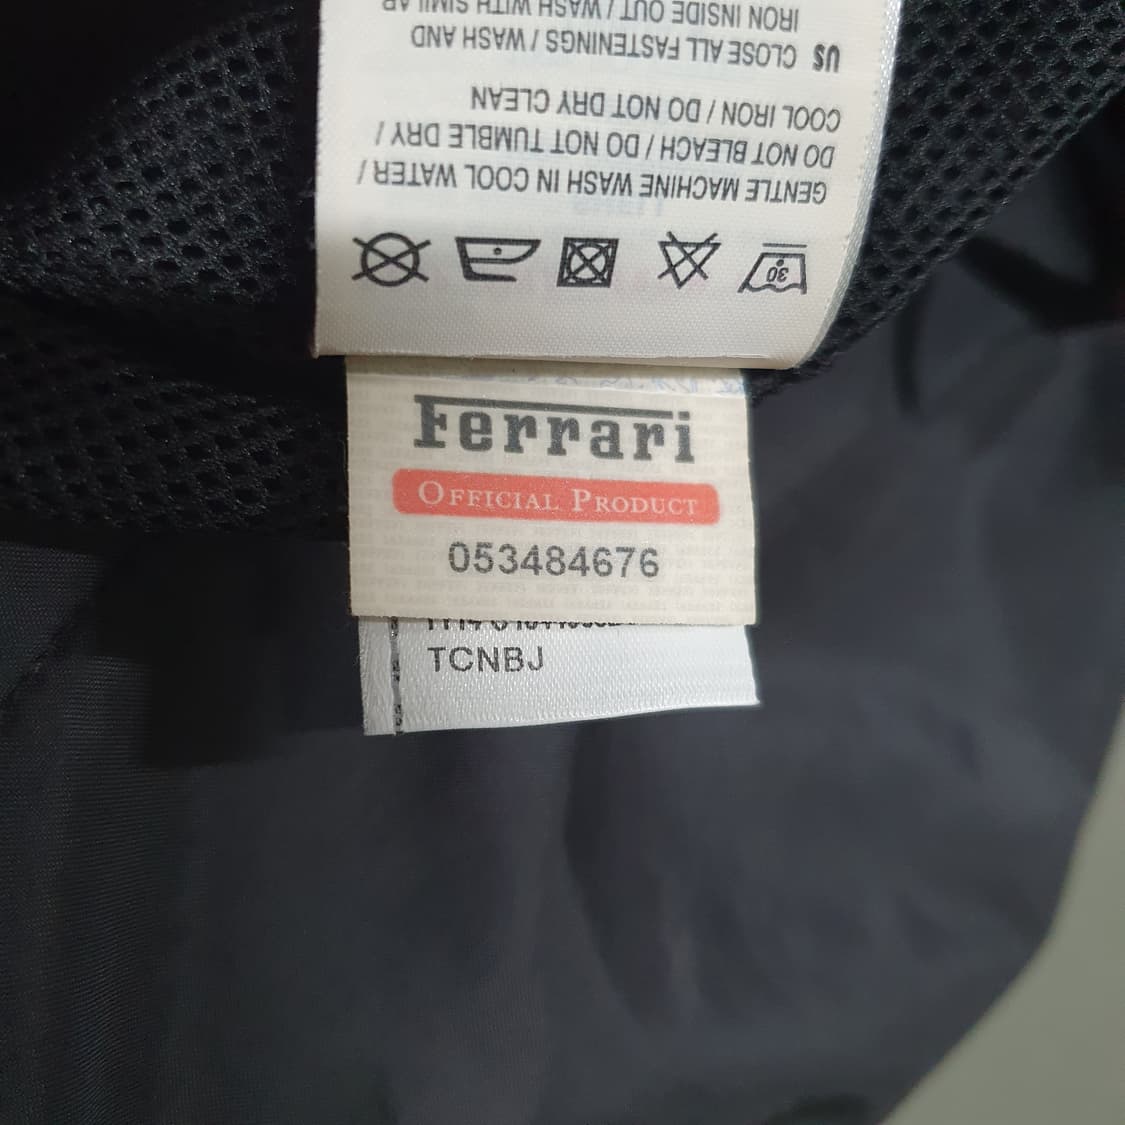 GENTLE MACHINE WASH IN COOL WATER /
DO NOT BLEACH / DO NOT TUMBLE DRY /
COOL IRON / DO NOT DRY CLEAN
US CLOSE ALL FASTENINGS / WASH AND
IRON INSIDE OUT / WASH WITH SIMILAR
30
Ferrari
OFFICIAL PRODUCT
053484676
TCNBJ